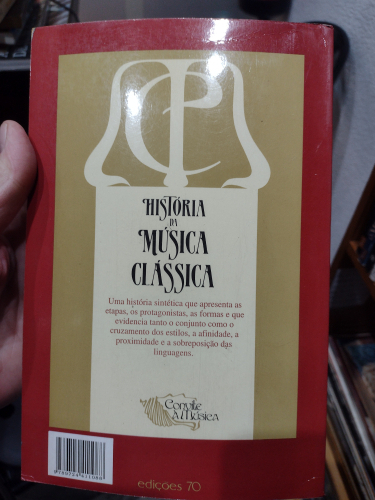 HISTÓRIA
DA
MÚSICA
CLÁSSICA
Uma história sintética que apresenta as
etapas, os protagonistas, as formas e que
evidencia tanto o conjunto como o
cruzamento dos estilos, a afinidade, a
proximidade e a sobreposição das
linguagens.
Convite
À Música
edições 70